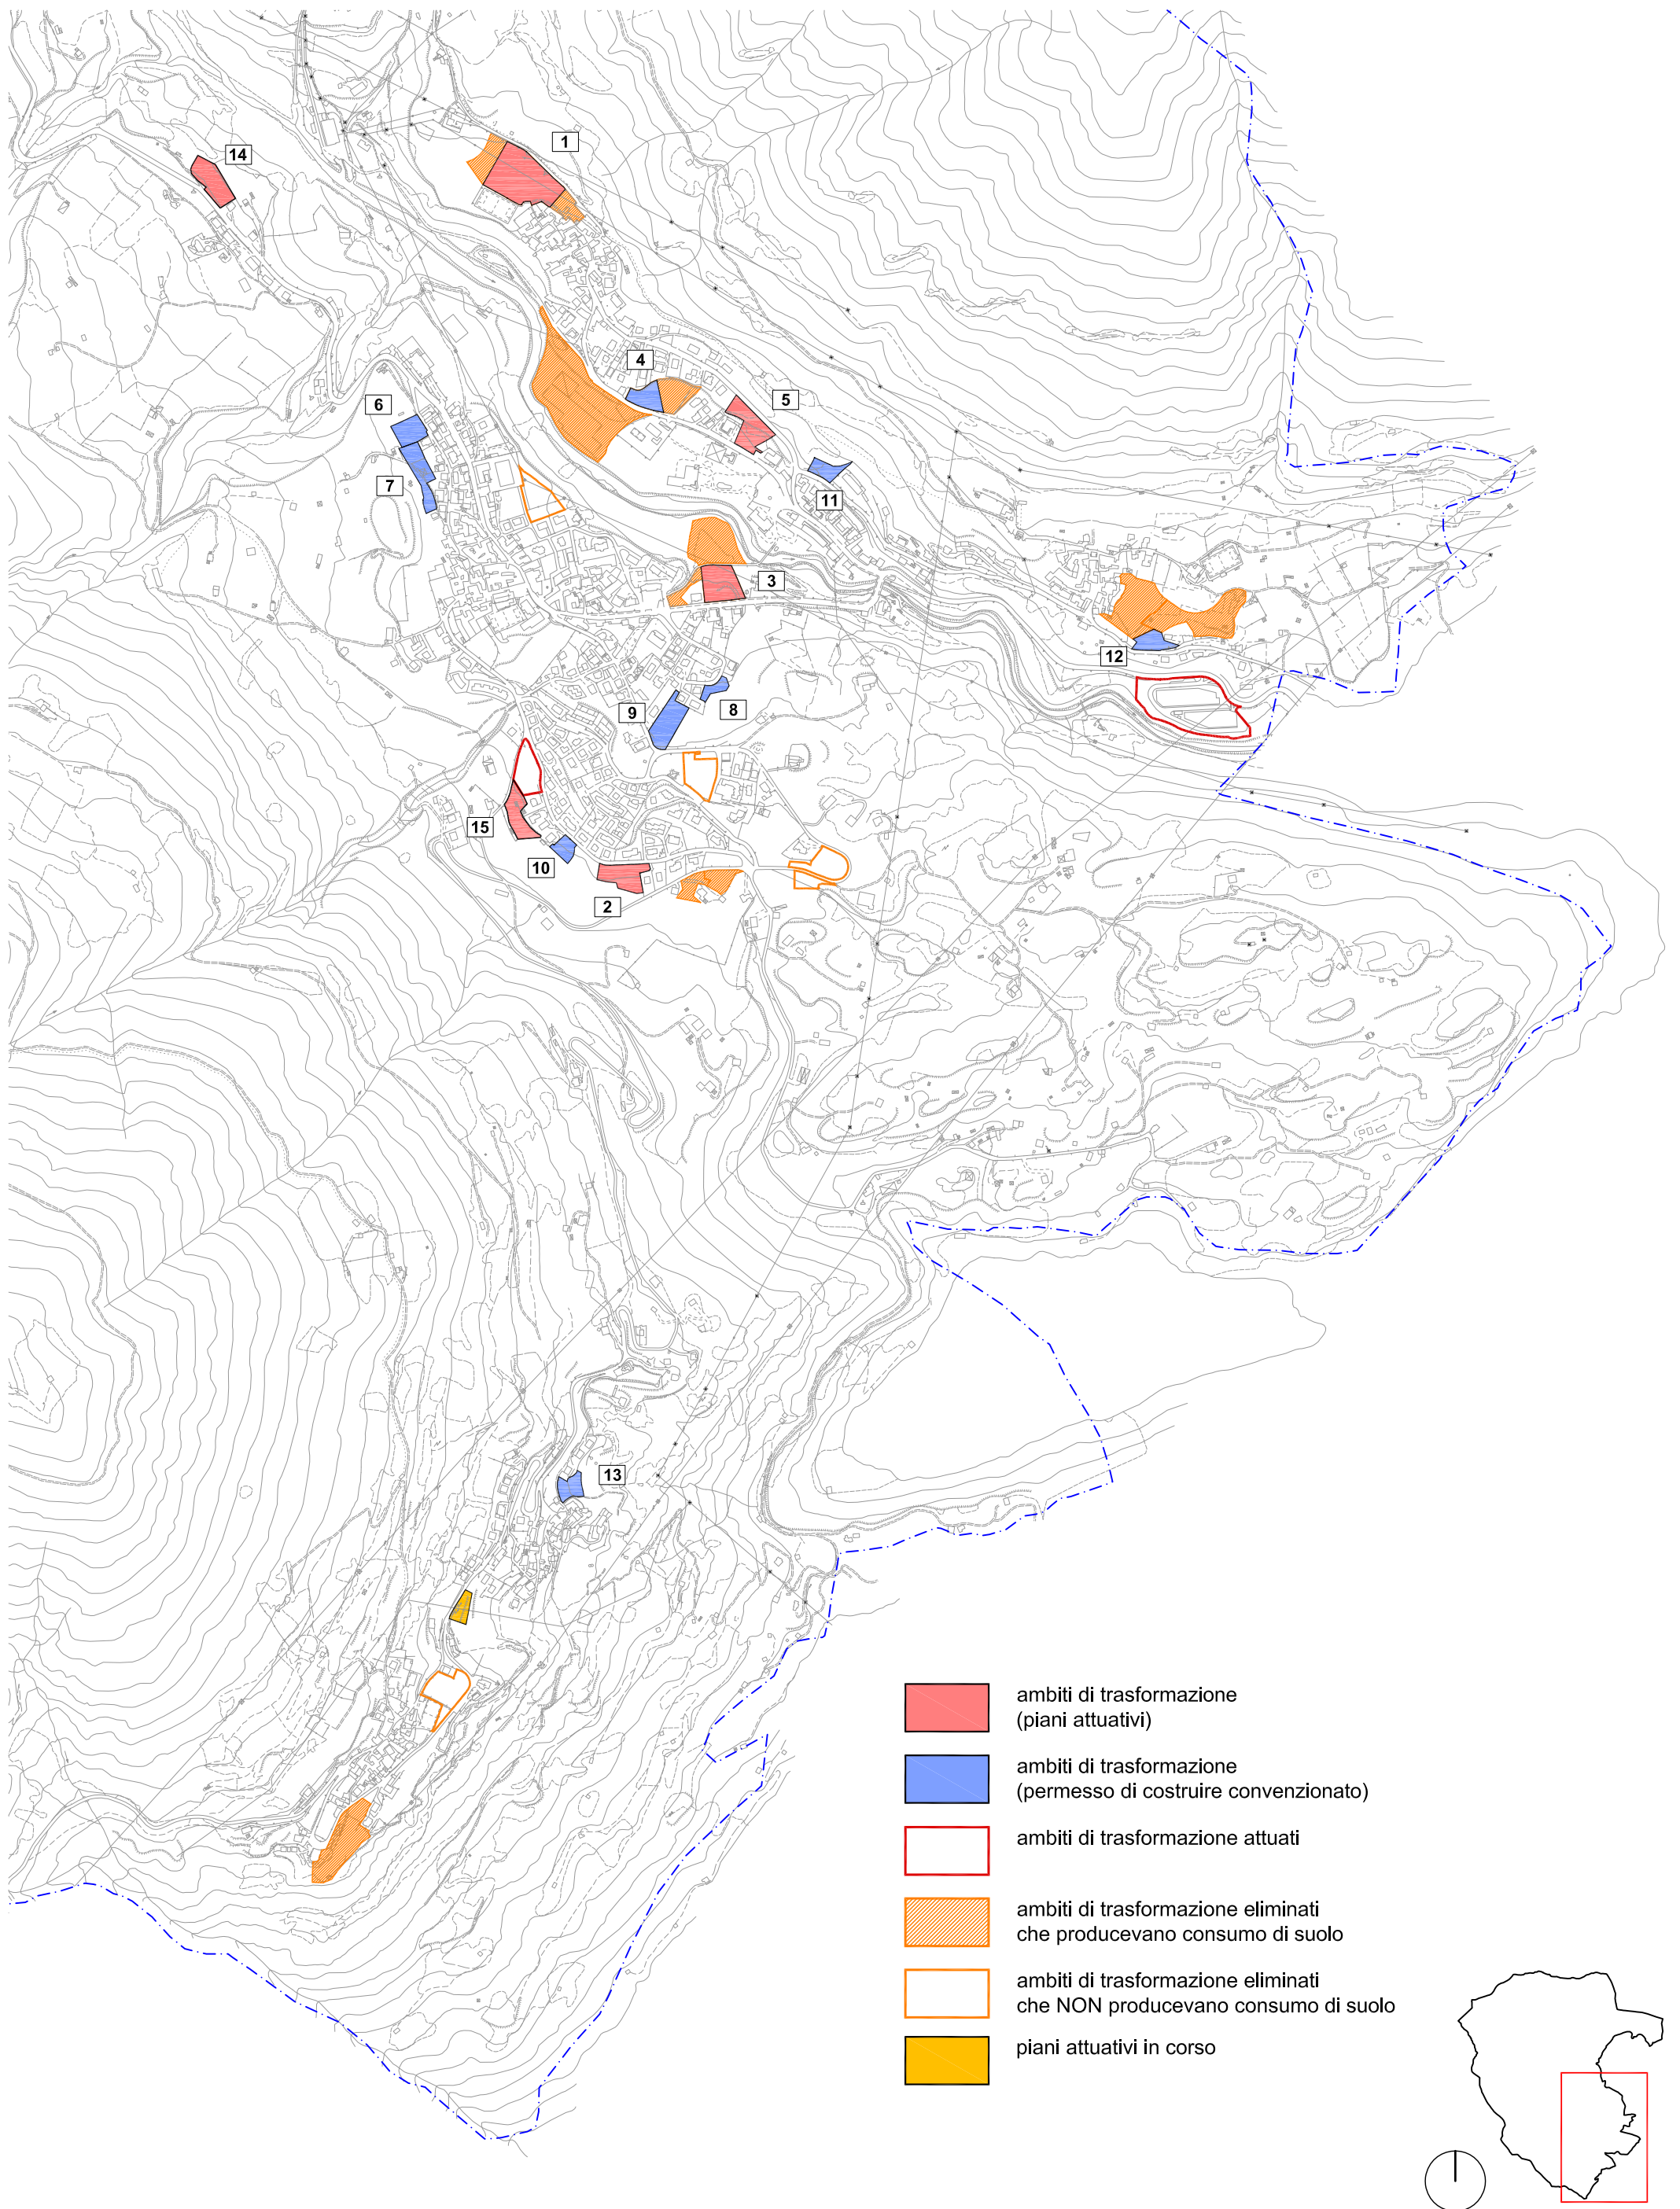 14
1
4
5
6
7
11
3
12
9
8
15
10
2
13
ambiti di trasformazione
(piani attuativi)
ambiti di trasformazione
(permesso di costruire convenzionato)
ambiti di trasformazione attuati
ambiti di trasformazione eliminati
che producevano consumo di suolo
ambiti di trasformazione eliminati
che NON producevano consumo di suolo
piani attuativi in corso